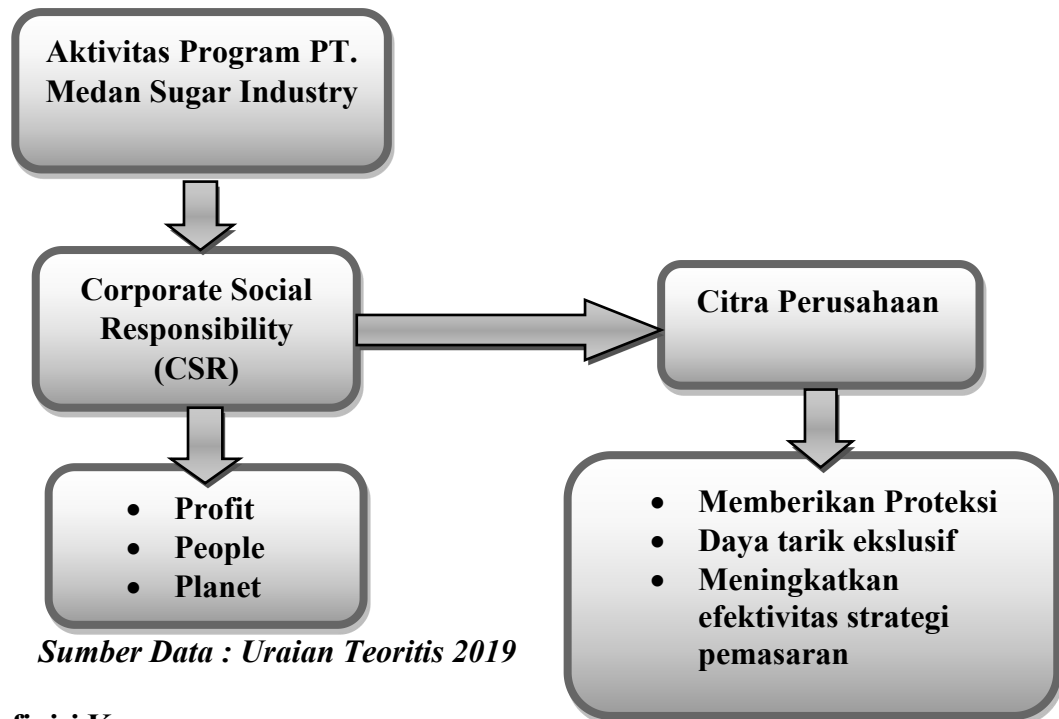 Aktivitas Program PT.
Medan Sugar Industry
Corporate Social
Responsibility
(CSR)
Citra Perusahaan
• Profit
• People
• Planet
• Memberikan Proteksi
• Daya tarik ekslusif
• Meningkatkan
efektivitas strategi
pemasaran
Sumber Data : Uraian Teoritis 2019